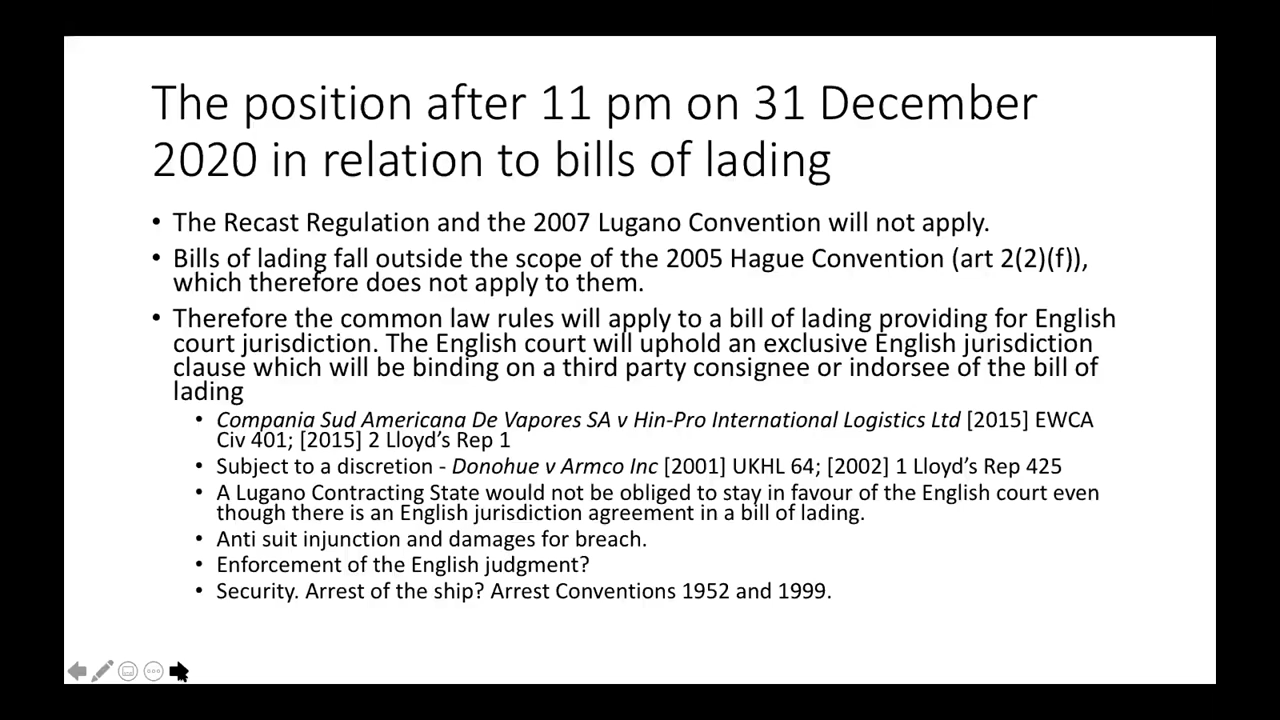 The position after 11 pm on 31 December
2020 in relation to bills of lading
• The Recast Regulation and the 2007 Lugano Convention will not apply.
• Bills of lading fall outside the scope of the 2005 Hague Convention (art 2(2)(f)),
which therefore does not apply to them.
• Therefore the common law rules will apply to a bill of lading providing for English
court jurisdiction. The English court will uphold an exclusive English jurisdiction
clause which will be binding on a third party consignee or indorsee of the bill of
lading
• Compania Sud Americana De Vapores SA v Hin-Pro International Logistics Ltd [2015] EWCA
Civ 401; [2015] 2 Lloyd’s Rep 1
• Subject to a discretion - Donohue v Armco Inc [2001] UKHL 64; [2002] 1 Lloyd’s Rep 425
• A Lugano Contracting State would not be obliged to stay in favour of the English court even
though there is an English jurisdiction agreement in a bill of lading.
• Anti suit injunction and damages for breach.
• Enforcement of the English judgment?
• Security. Arrest of the ship? Arrest Conventions 1952 and 1999.